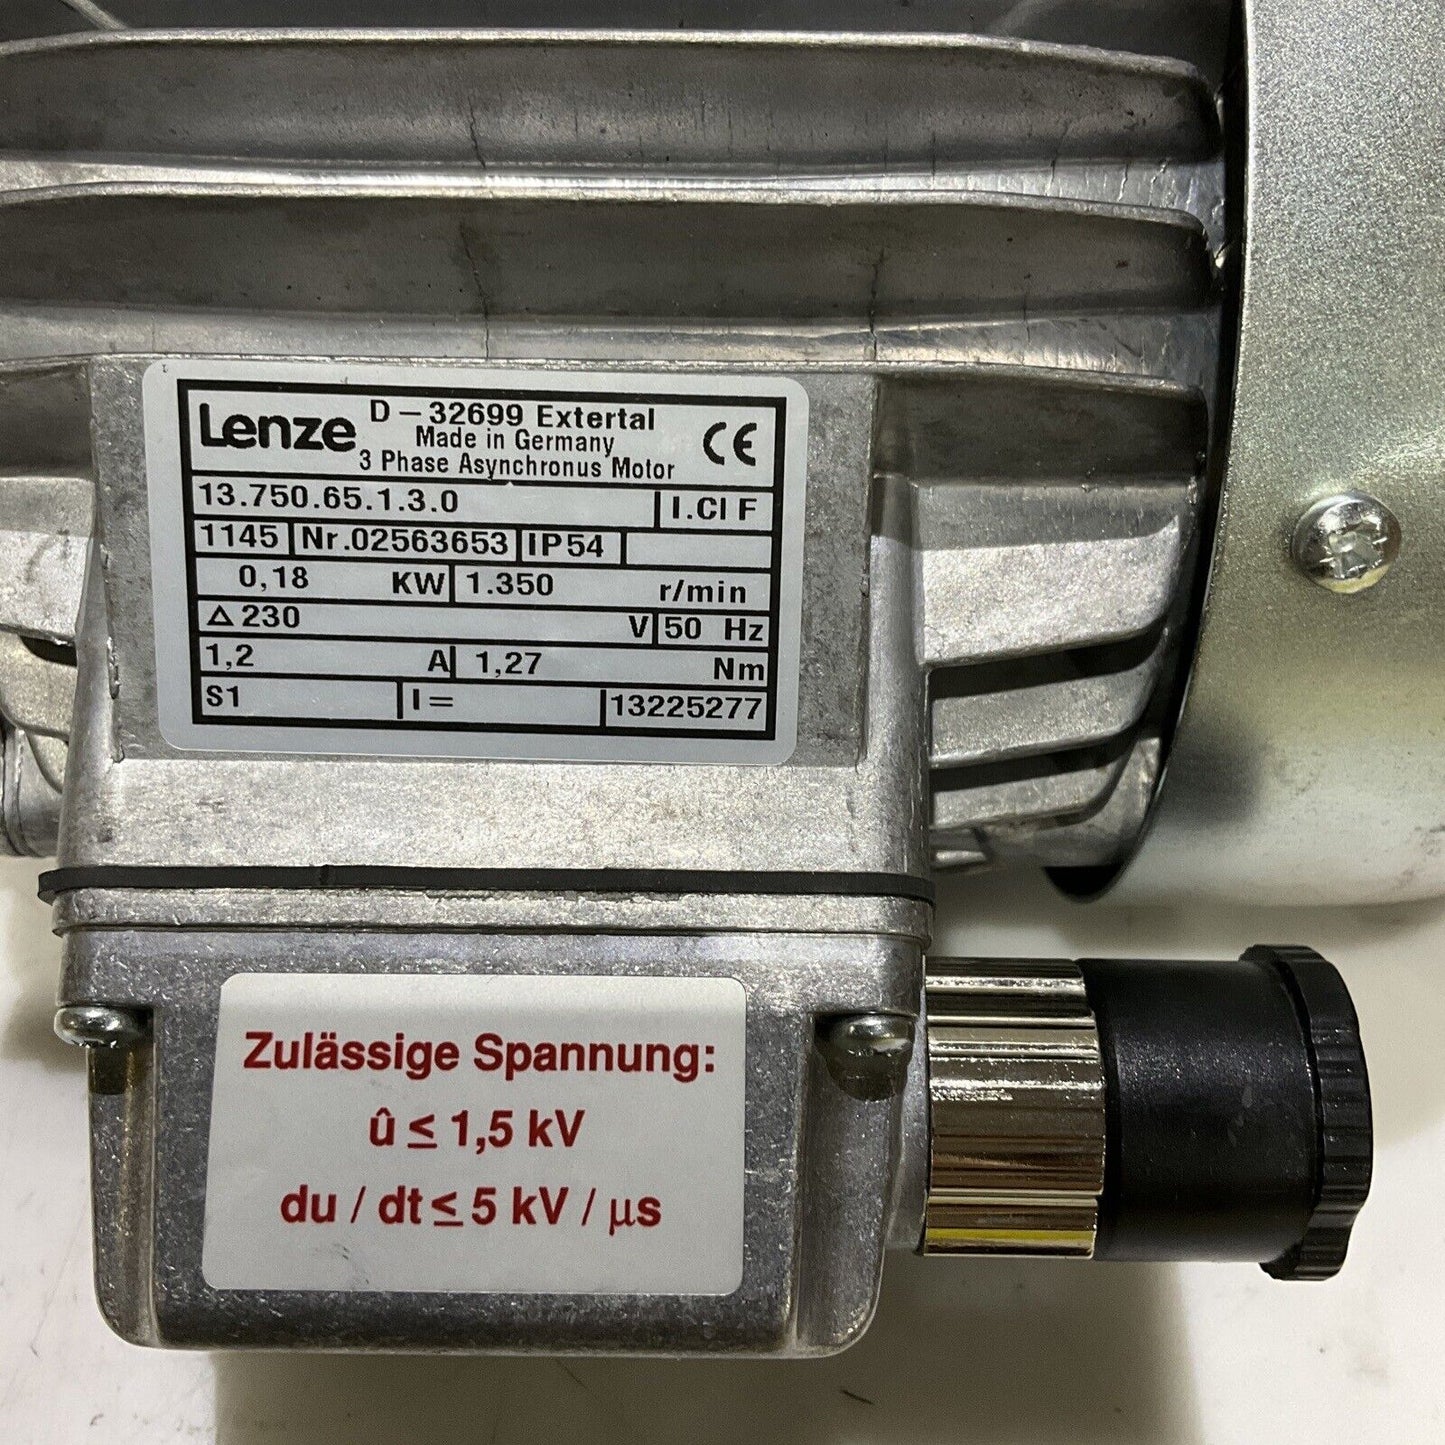 Lenze
D – 32699 Extertal
Made in Germany
3 Phase Asynchronus Motor
CE
13.750.65.1.3.0 I.Cl F
1145 Nr.02563653 IP54
0,18 KW 1.350 r/min
Δ 230 V 50 Hz
1,2 A 1,27 Nm
S1 I = 13225277
Zulässige Spannung:
û ≤ 1,5 kV
du / dt ≤ 5 kV / µs